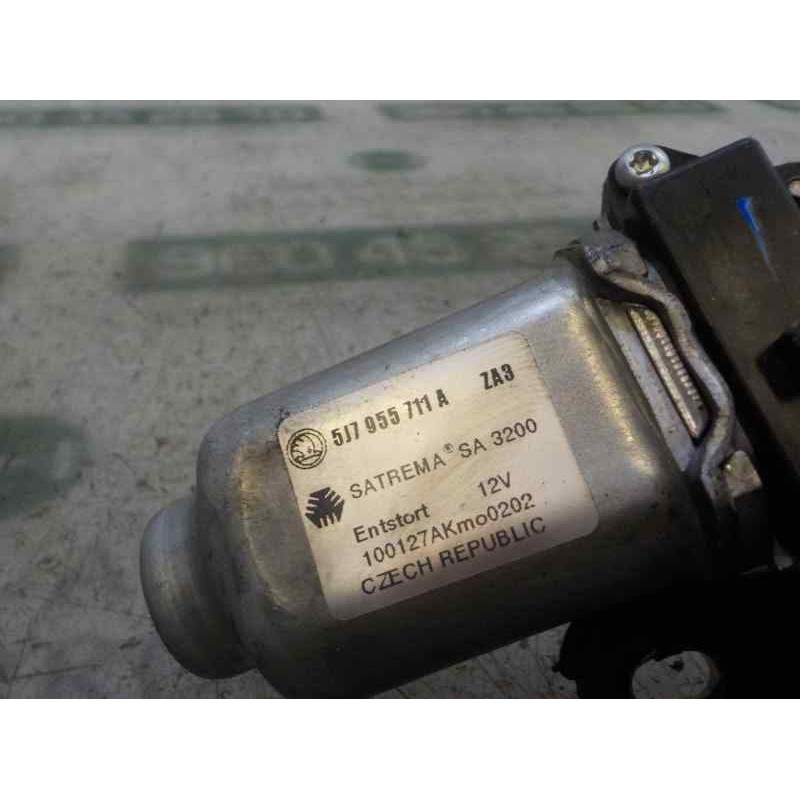 5J7 955 711 A ZA3
SATREMA® SA 3200
Entstort 12V
100127AKmo0202
CZECH REPUBLIC